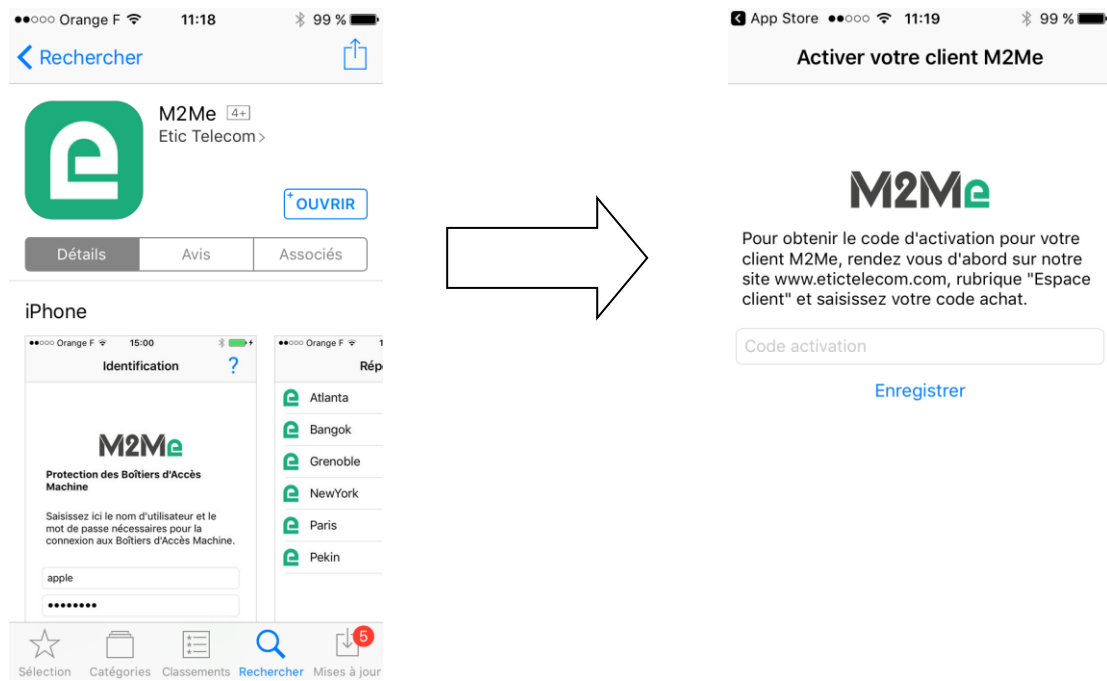 Orange F 11:18 99 %
Rechercher
M2Me 4+
Etic Telecom >
+ OUVRIR
Détails Avis Associés
iPhone
Orange F 15:00
Identification ?
M2Me
Protection des Boîtiers d'Accès
Machine
Saisissez ici le nom d'utilisateur et le
mot de passe nécessaires pour la
connexion aux Boîtiers d'Accès Machine.
apple
••••••••
Orange F 1
Rép
Atlanta
Bangok
Grenoble
NewYork
Paris
Pekin
5
Sélection Catégories Classements Rechercher Mises à jour
App Store 11:19 99 %
Activer votre client M2Me
M2Me
Pour obtenir le code d'activation pour votre
client M2Me, rendez vous d'abord sur notre
site www.etictelecom.com, rubrique "Espace
client" et saisissez votre code achat.
Code activation
Enregistrer